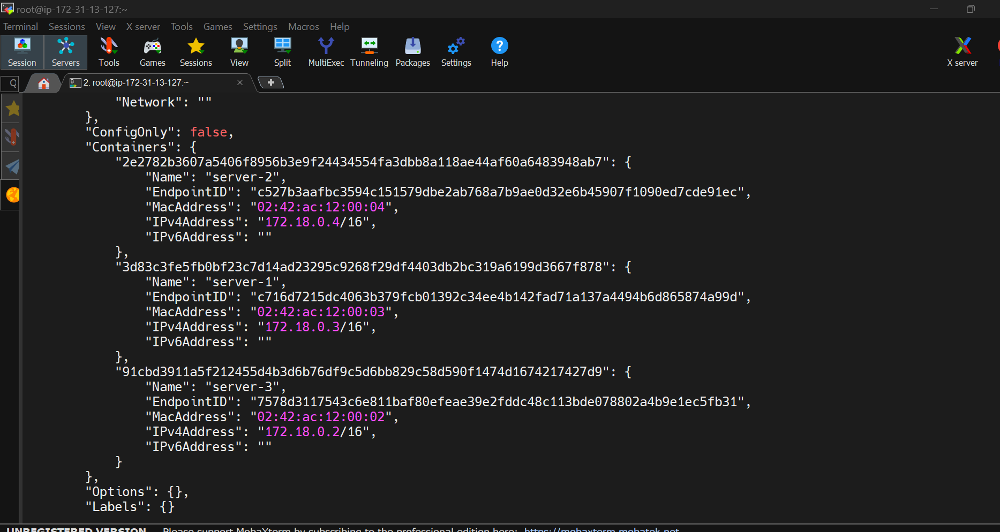 root@ip-172-31-13-127:~
Terminal Sessions View X server Tools Games Settings Macros Help
Session Servers Tools Games Sessions View Split MultiExec Tunneling Packages Settings Help X server
2. root@ip-172-31-13-127:~
"Network": ""
},
"ConfigOnly": false,
"Containers": {
"2e2782b3607a5406f8956b3e9f24434554fa3dbb8a118ae44af60a6483948ab7": {
"Name": "server-2",
"EndpointID": "c527b3aafbc3594c151579dbe2ab768a7b9ae0d32e6b45907f1090ed7cde91ec",
"MacAddress": "02:42:ac:12:00:04",
"IPv4Address": "172.18.0.4/16",
"IPv6Address": ""
},
"3d83c3fe5fb0bf23c7d14ad23295c9268f29df4403db2bc319a6199d3667f878": {
"Name": "server-1",
"EndpointID": "c716d7215dc4063b379fcb01392c34ee4b142fad71a137a4494b6d865874a99d",
"MacAddress": "02:42:ac:12:00:03",
"IPv4Address": "172.18.0.3/16",
"IPv6Address": ""
},
"91cbd3911a5f212455d4b3d6b76df9c5d6bb829c58d590f1474d1674217427d9": {
"Name": "server-3",
"EndpointID": "7578d3117543c6e811baf80efeae39e2fddc48c113bde078802a4b9e1ec5fb31",
"MacAddress": "02:42:ac:12:00:02",
"IPv4Address": "172.18.0.2/16",
"IPv6Address": ""
}
},
"Options": {},
"Labels": {}
UNREGISTERED VERSION Please support MobaXterm by subscribing to the professional edition here: https://mobaxterm.mobatek.net